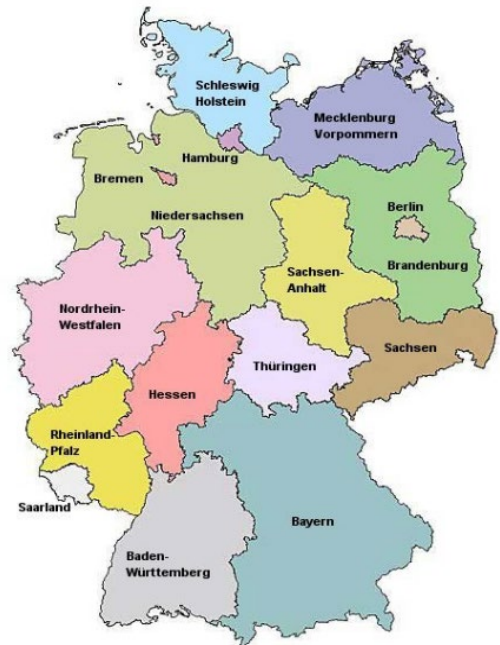 Schleswig
Holstein
Mecklenburg
Vorpommern
Hamburg
Bremen
Niedersachsen
Berlin
Brandenburg
Sachsen-
Anhalt
Nordrhein-
Westfalen
Sachsen
Thüringen
Hessen
Rheinland-
Pfalz
Saarland
Bayern
Baden-
Württemberg